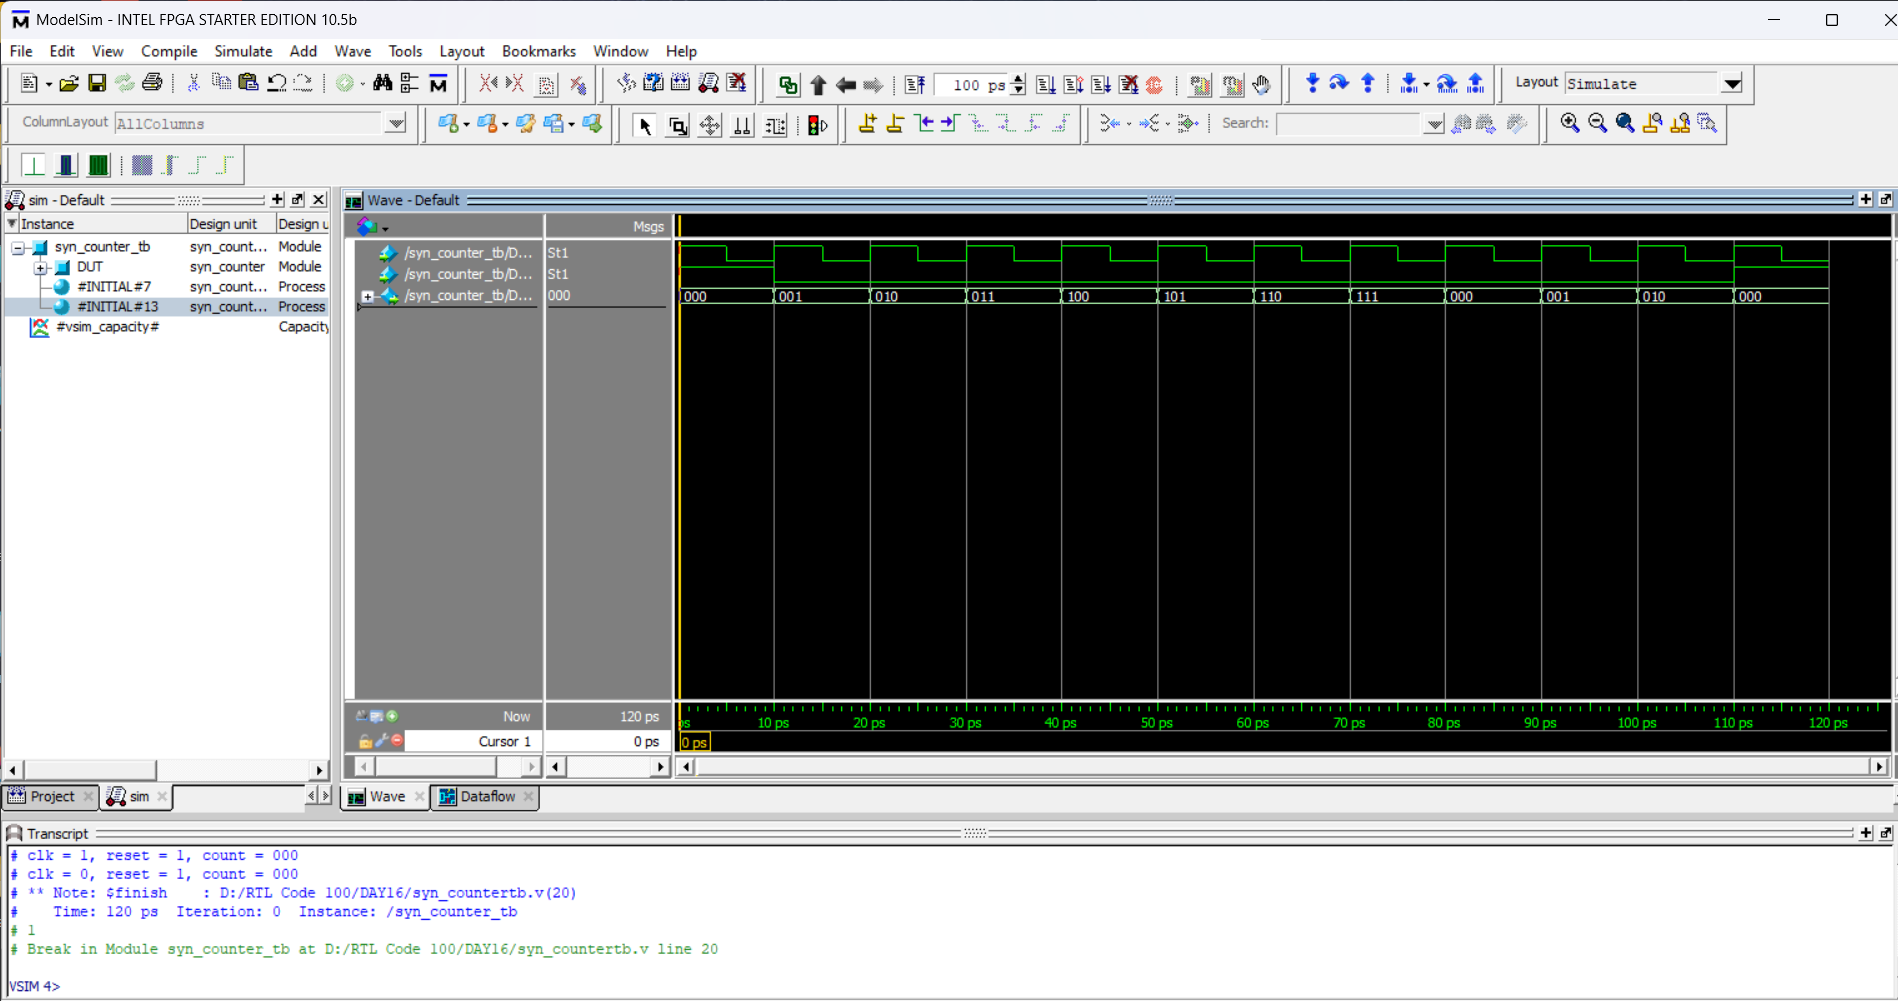 ModelSim - INTEL FPGA STARTER EDITION 10.5b
File Edit View Compile Simulate Add Wave Tools Layout Bookmarks Window Help
100 ps
Layout Simulate
ColumnLayout AllColumns
Search:
sim - Default
Instance Design unit Design u
syn_counter_tb syn_count... Module
DUT syn_counter Module
#INITIAL#7 syn_count... Process
#INITIAL#13 syn_count... Process
#vsim_capacity# Capacity
Wave - Default
Msgs
/syn_counter_tb/D... St1
/syn_counter_tb/D... St1
/syn_counter_tb/D... 000 000 001 010 011 100 101 110 111 000 001 010 000
Now 120 ps ps 10 ps 20 ps 30 ps 40 ps 50 ps 60 ps 70 ps 80 ps 90 ps 100 ps 110 ps 120 ps
Cursor 1 0 ps 0 ps
Project sim Wave Dataflow
Transcript
# clk = 1, reset = 1, count = 000
# clk = 0, reset = 1, count = 000
# ** Note: $finish : D:/RTL Code 100/DAY16/syn_countertb.v(20)
# Time: 120 ps Iteration: 0 Instance: /syn_counter_tb
# 1
# Break in Module syn_counter_tb at D:/RTL Code 100/DAY16/syn_countertb.v line 20
VSIM 4>